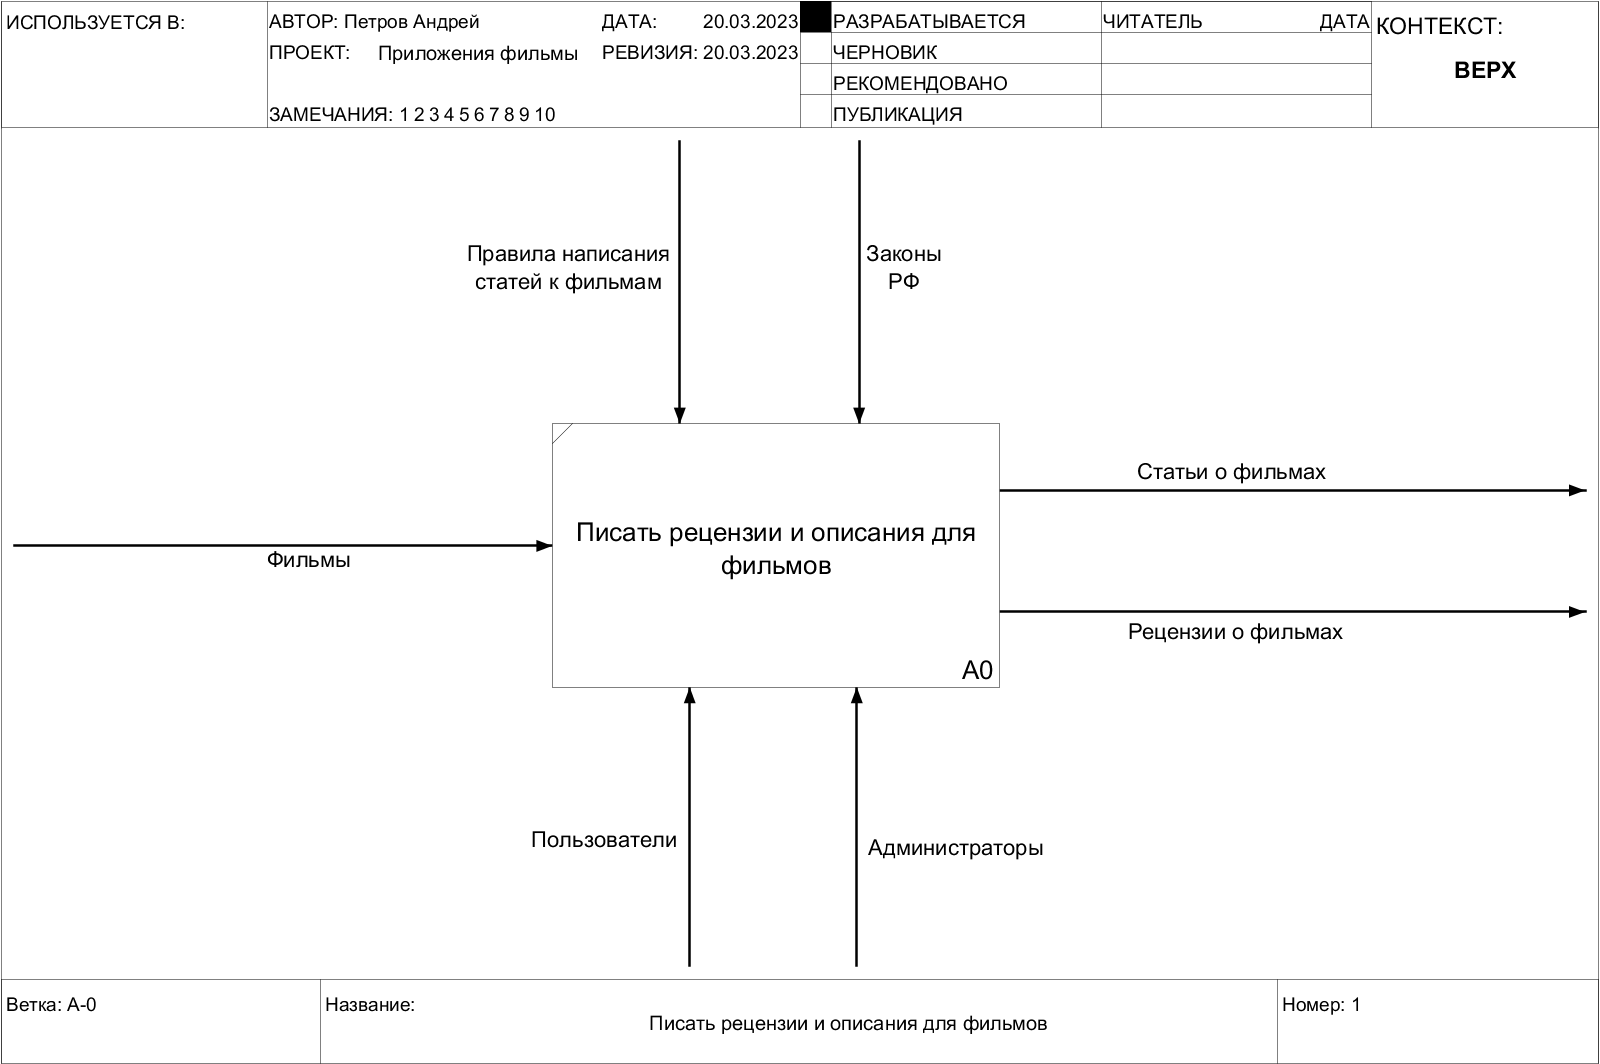 ИСПОЛЬЗУЕТСЯ В:
АВТОР: Петров Андрей
ДАТА: 20.03.2023
ПРОЕКТ: Приложения фильмы
РЕВИЗИЯ: 20.03.2023
ЗАМЕЧАНИЯ: 1 2 3 4 5 6 7 8 9 10
РАЗРАБАТЫВАЕТСЯ
ЧЕРНОВИК
РЕКОМЕНДОВАНО
ПУБЛИКАЦИЯ
ЧИТАТЕЛЬ ДАТА
КОНТЕКСТ:
ВЕРХ
Правила написания
статей к фильмам
Законы
РФ
Статьи о фильмах
Фильмы
Писать рецензии и описания для
фильмов
Рецензии о фильмах
A0
Пользователи
Администраторы
Ветка: A-0
Название:
Писать рецензии и описания для фильмов
Номер: 1